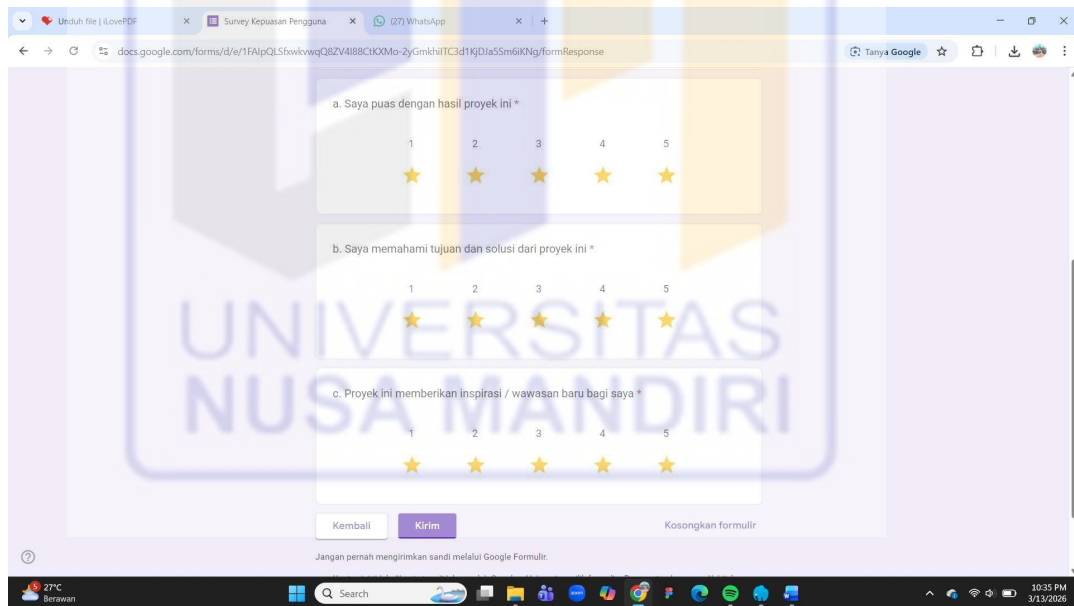 Unduh file | iLovePDF
Survey Kepuasan Pengguna
(27) WhatsApp
docs.google.com/forms/d/e/1FAIpQLSfxwkvwqQ8ZV4I88CtKXMo-2yGmkhiITC3d1KjDJa5Sm6iKNg/formResponse
Tanya Google
a. Saya puas dengan hasil proyek ini *
1 2 3 4 5
b. Saya memahami tujuan dan solusi dari proyek ini *
1 2 3 4 5
UNIVERSITAS
NUSA MANDIRI
c. Proyek ini memberikan inspirasi / wawasan baru bagi saya *
1 2 3 4 5
Kembali
Kirim
Kosongkan formulir
Jangan pernah mengirimkan sandi melalui Google Formulir.
27°C
Berawan
Search
10:35 PM
3/13/2026